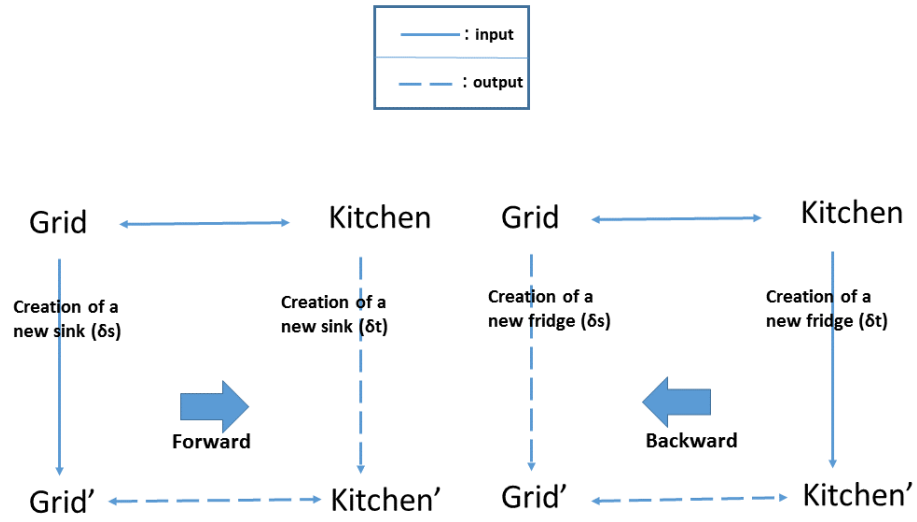 : input
: output
Grid
Kitchen
Grid
Kitchen
Creation of a
new sink (δs)
Creation of a
new sink (δt)
Creation of a
new fridge (δs)
Creation of a
new fridge (δt)
Forward
Backward
Grid’
Kitchen’
Grid’
Kitchen’